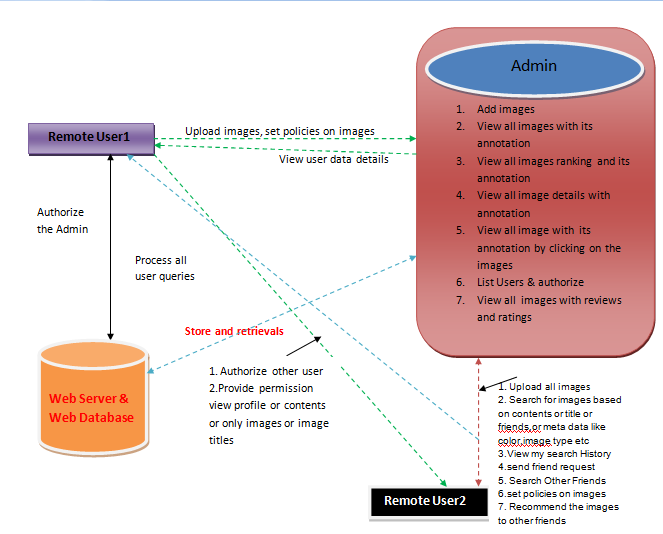 Admin
1. Add images
2. View all images with its
annotation
3. View all images ranking and its
annotation
4. View all image details with
annotation
5. View all image with its
annotation by clicking on the
images
6. List Users & authorize
7. View all images with reviews
and ratings
Remote User1
Upload images, set policies on images
View user data details
Authorize
the Admin
Process all
user queries
Store and retrievals
1. Authorize other user
2.Provide permission
view profile or contents
or only images or image
titles
Web Server &
Web Database
1. Upload all images
2. Search for images based
on contents or title or
friends,or meta data like
color,image type etc
3.View my search History
4.send friend request
5. Search Other Friends
6.set policies on images
7. Recommend the images
to other friends
Remote User2